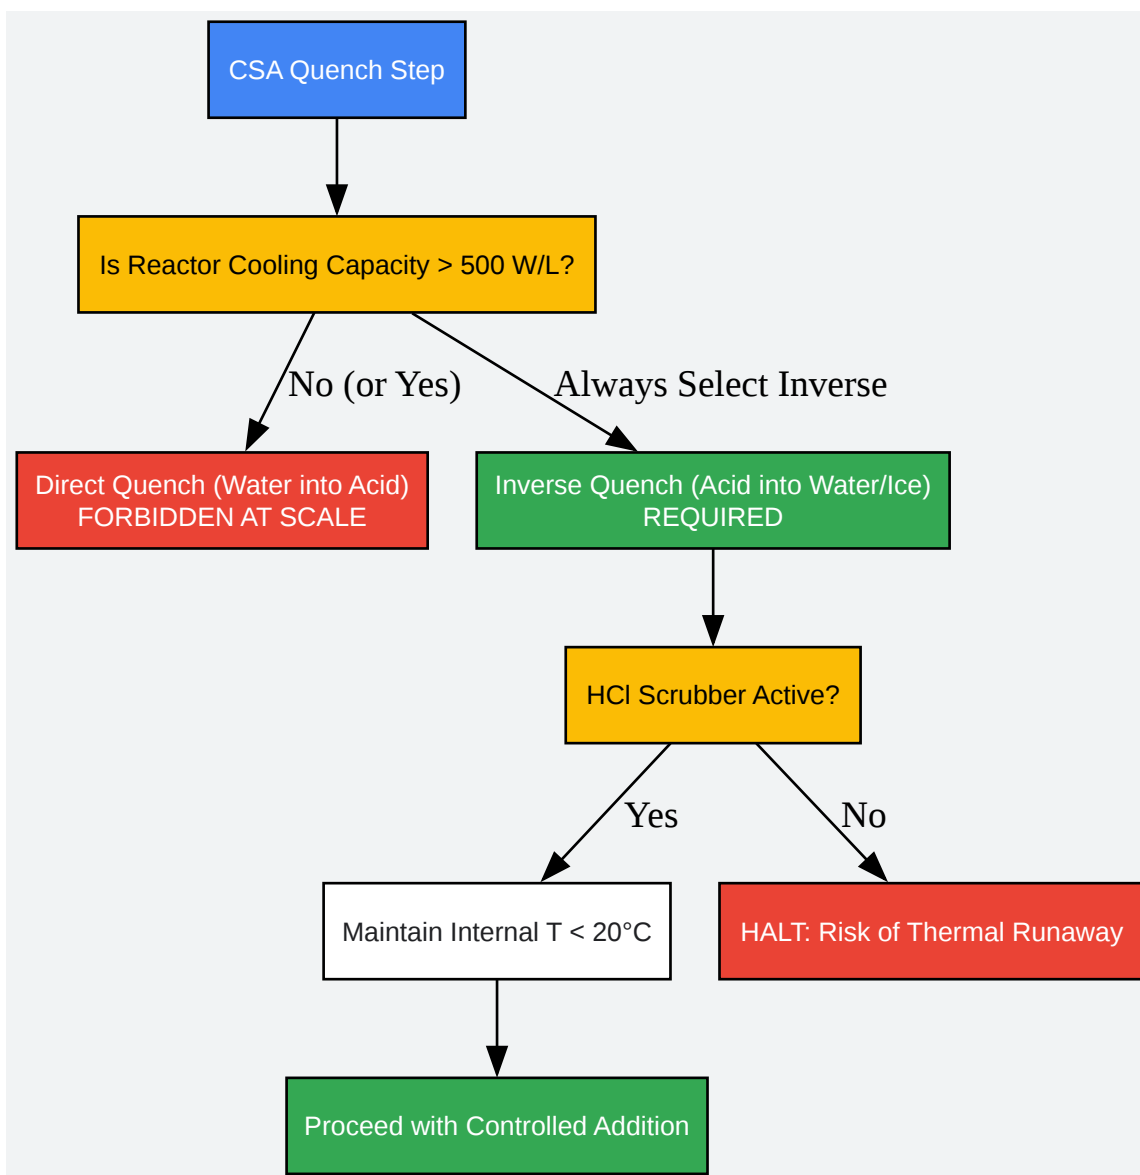 CSA Quench Step
Is Reactor Cooling Capacity > 500 W/L?
No (or Yes)
Always Select Inverse
Direct Quench (Water into Acid)
FORBIDDEN AT SCALE
Inverse Quench (Acid into Water/Ice)
REQUIRED
HCl Scrubber Active?
Yes
No
Maintain Internal T < 20°C
HALT: Risk of Thermal Runaway
Proceed with Controlled Addition